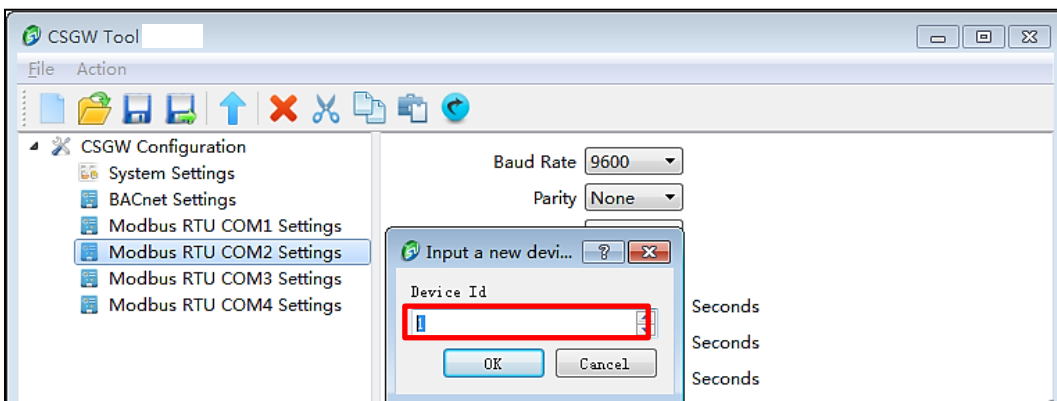 CSGW Tool
File Action
CSGW Configuration
System Settings
BACnet Settings
Modbus RTU COM1 Settings
Modbus RTU COM2 Settings
Modbus RTU COM3 Settings
Modbus RTU COM4 Settings
Baud Rate 9600
Parity None
Input a new devi...
Device Id
1
OK Cancel
Seconds
Seconds
Seconds